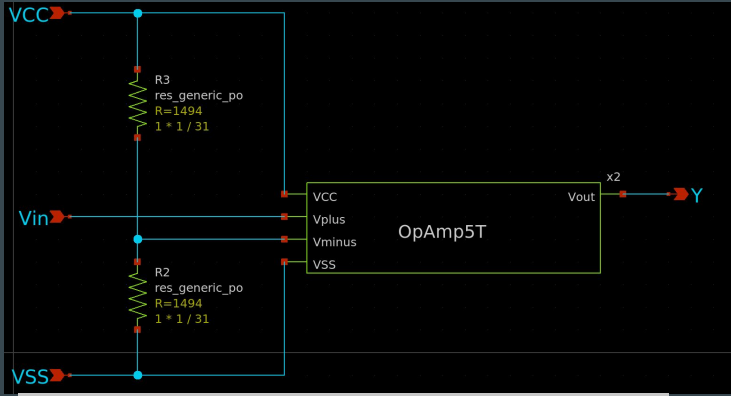 VCC
R3
res_generic_po
R=1494
1 * 1 / 31
x2
VCC
Vout
Y
Vin
Vplus
OpAmp5T
Vminus
VSS
R2
res_generic_po
R=1494
1 * 1 / 31
VSS